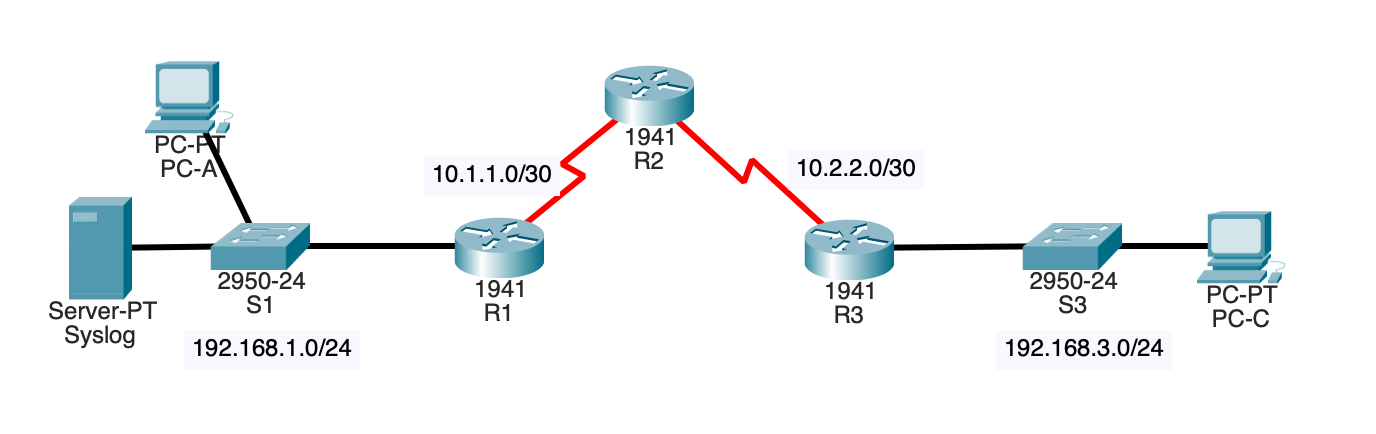 PC-PT
PC-A
Server-PT
Syslog
2950-24
S1
192.168.1.0/24
10.1.1.0/30
1941
R1
1941
R2
10.2.2.0/30
1941
R3
2950-24
S3
192.168.3.0/24
PC-PT
PC-C